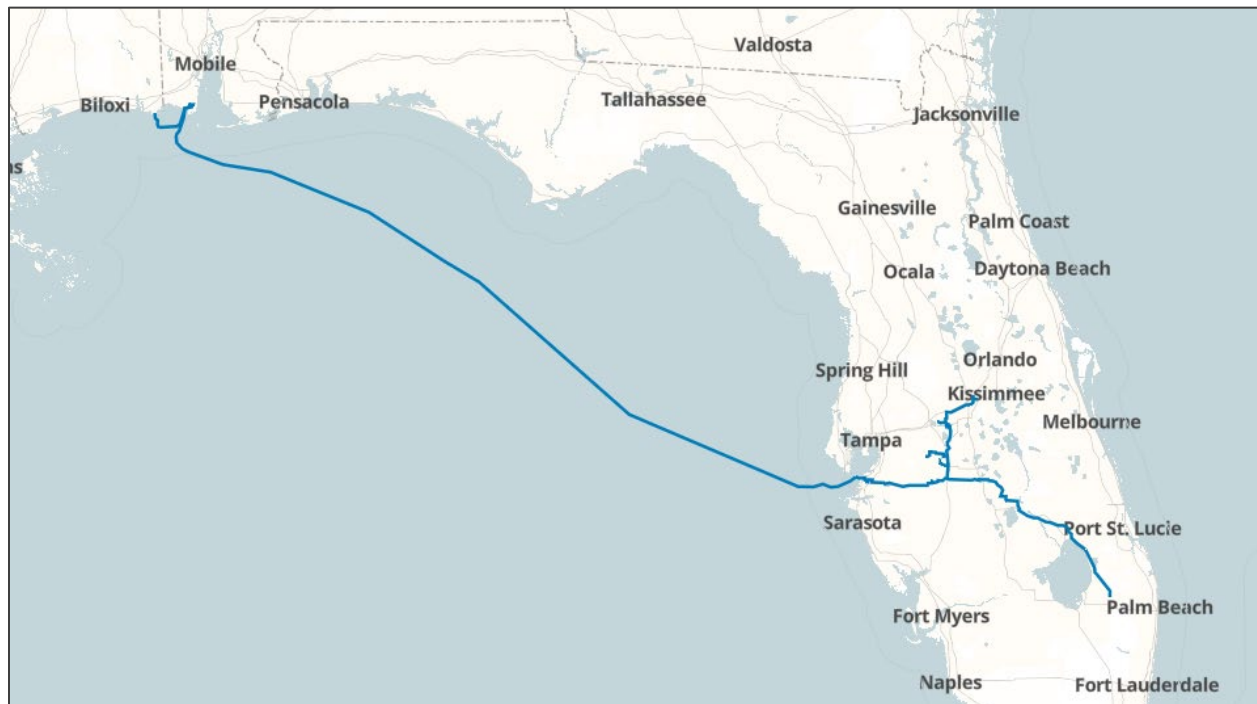 Valdosta
Mobile
Biloxi
Pensacola
Tallahassee
Jacksonville
ns
Gainesville
Palm Coast
Ocala
Daytona Beach
Orlando
Spring Hill
Kissimmee
Melbourne
Tampa
Sarasota
Port St. Lucie
Palm Beach
Fort Myers
Naples
Fort Lauderdale